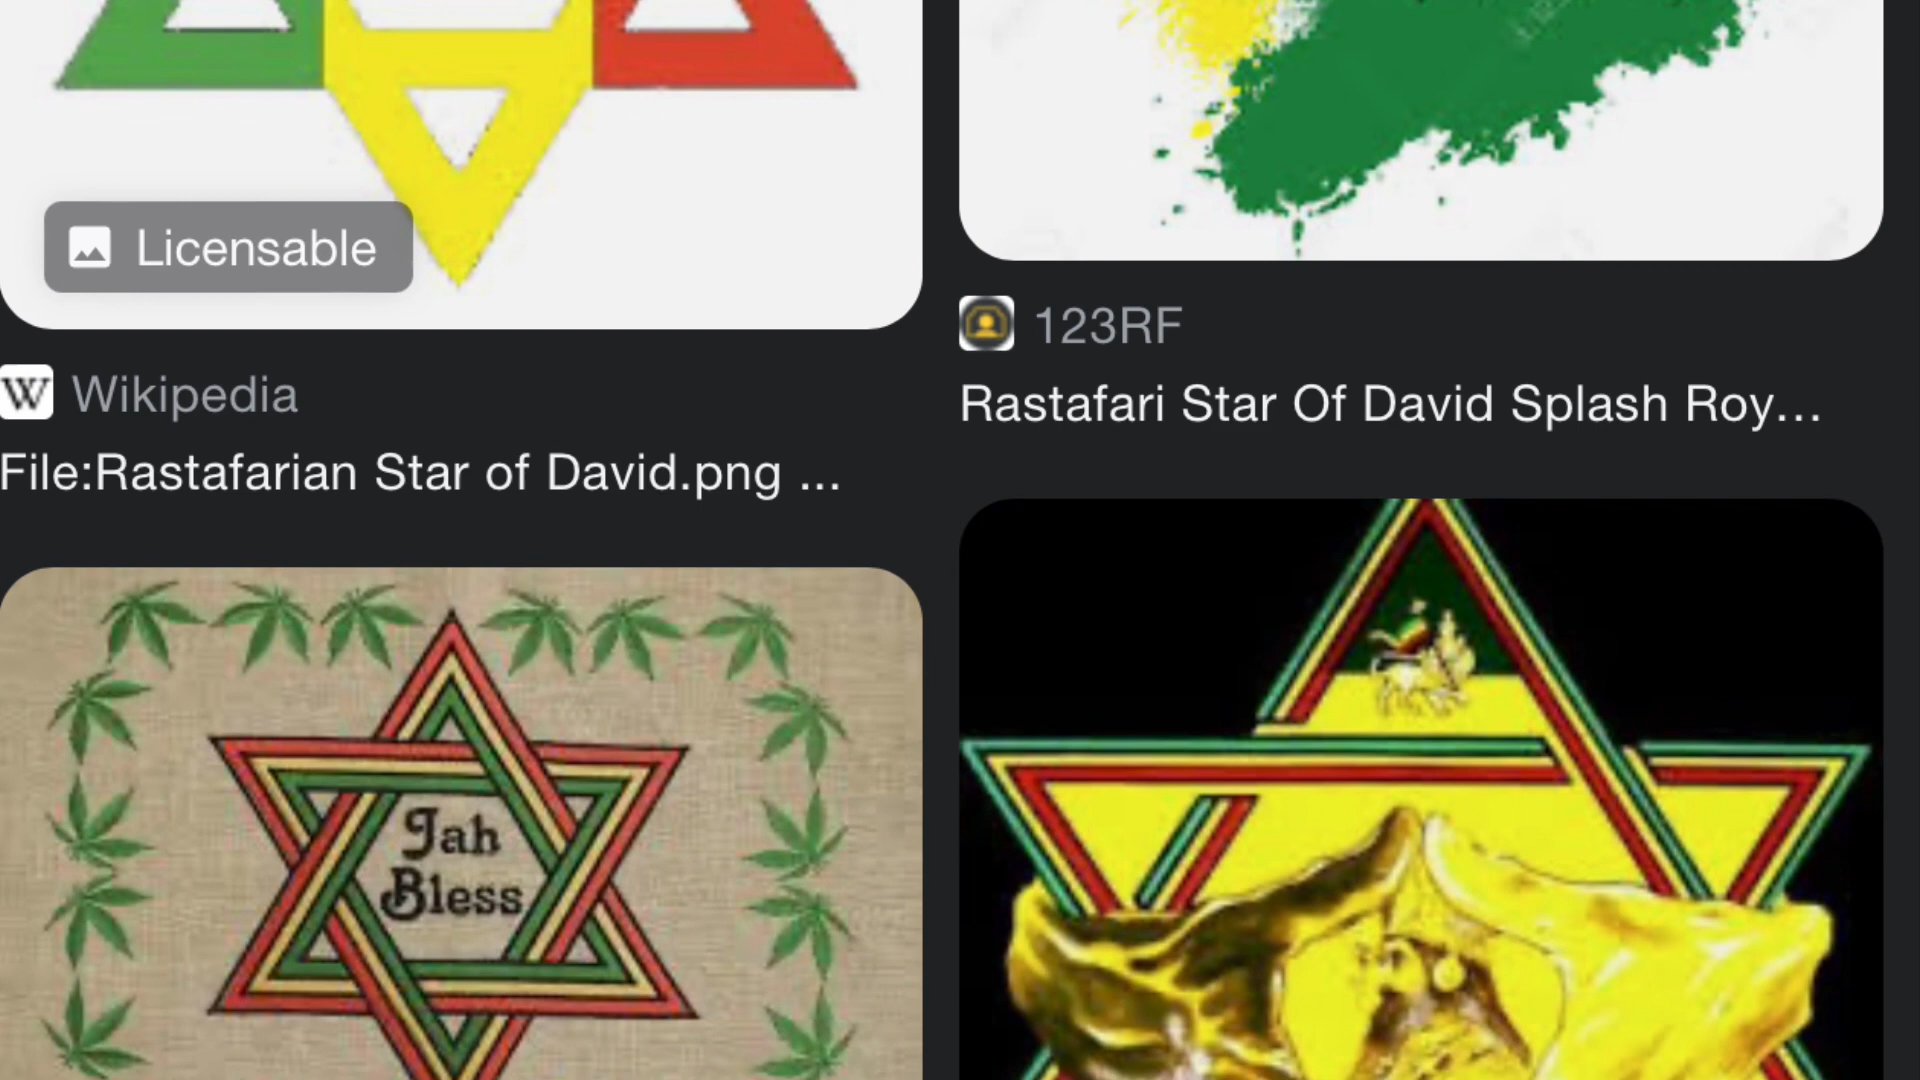 Licensable
W Wikipedia
File:Rastafarian Star of David.png ...
123RF
Rastafari Star Of David Splash Roy...
Jah
Bless